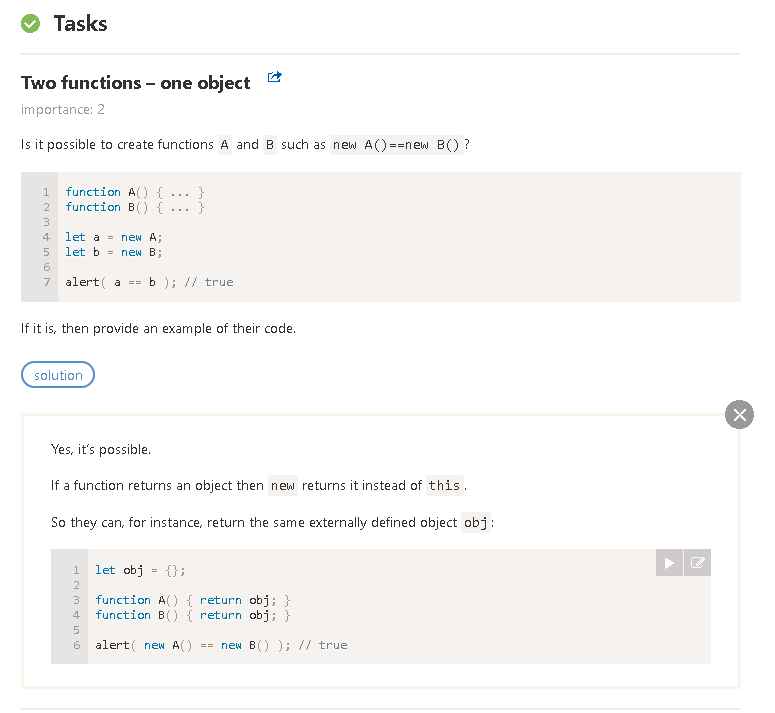 Tasks
Two functions – one object
importance: 2
Is it possible to create functions A and B such as new A()==new B()?
1 function A() { ... }
2 function B() { ... }
3
4 let a = new A;
5 let b = new B;
6
7 alert( a == b ); // true
If it is, then provide an example of their code.
solution
Yes, it’s possible.
If a function returns an object then new returns it instead of this.
So they can, for instance, return the same externally defined object obj:
1 let obj = {};
2
3 function A() { return obj; }
4 function B() { return obj; }
5
6 alert( new A() == new B() ); // true